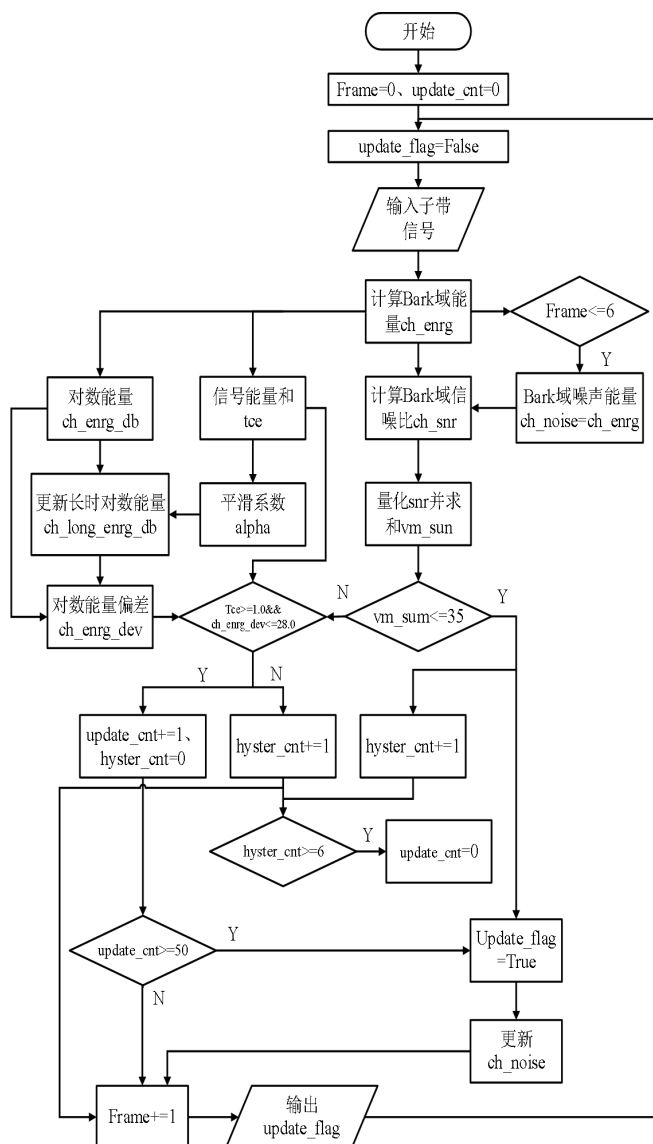 开始
Frame=0、update_cnt=0
update_flag=False
输入子带
信号
计算Bark域能
量ch_enrg
Frame<=6
Y
对数能量
ch_enrg_db
信号能量和
tce
计算Bark域信
噪比ch_snr
Bark域噪声能量
ch_noise=ch_enrg
更新长时对数能量
ch_long_enrg_db
平滑系数
alpha
量化snr并求
和vm_sun
对数能量偏差
ch_enrg_dev
Tce>=1.0&&
ch_enrg_dev<=28.0
N
vm_sum<=35
Y
Y
N
update_cnt+=1、
hyster_cnt=0
hyster_cnt+=1
hyster_cnt+=1
hyster_cnt>=6
Y
update_cnt=0
update_cnt>=50
Y
Update_flag
=True
N
更新
ch_noise
Frame+=1
输出
update_flag